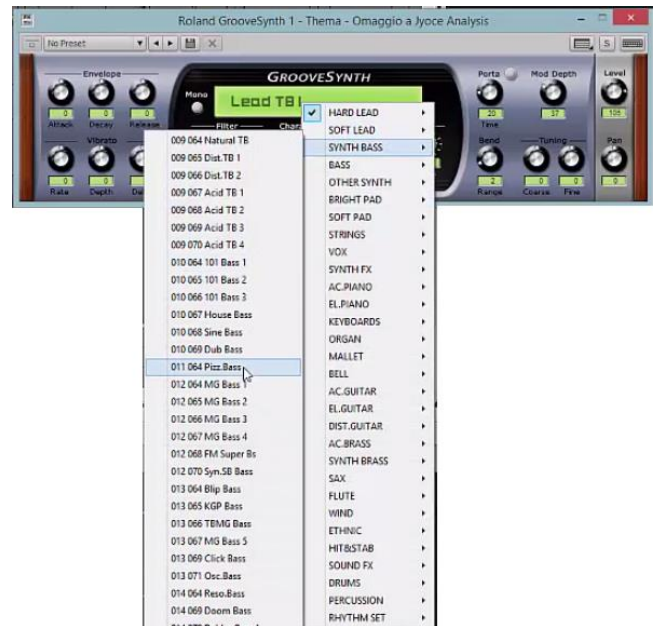 Roland GrooveSynth 1 - Thema - Omaggio a Jyoce Analysis
No Preset
S
Envelope
0 0 0
Attack Decay Release
Vibrato
0 0
Rate Depth
GROOVESYNTH
Mono
Lead TB1
Filter
Porta
Mod Depth
20
Time
37
Bend
Tuning
2 0 0
Range Coarse Fine
Level
Pan
0
009 064 Natural TB
009 065 Dist.TB 1
009 066 Dist.TB 2
009 067 Acid TB 1
009 068 Acid TB 2
009 069 Acid TB 3
009 070 Acid TB 4
010 064 101 Bass 1
010 065 101 Bass 2
010 066 101 Bass 3
010 067 House Bass
010 068 Sine Bass
010 069 Dub Bass
011 064 Pizz.Bass
012 064 MG Bass 1
012 065 MG Bass 2
012 066 MG Bass 3
012 067 MG Bass 4
012 068 FM Super Bs
012 070 Syn.SB Bass
013 064 Blip Bass
013 065 KGP Bass
013 066 TBMG Bass
013 067 MG Bass 5
013 069 Click Bass
013 071 Osc.Bass
014 064 Reso.Bass
014 069 Doom Bass
HARD LEAD
SOFT LEAD
SYNTH BASS
BASS
OTHER SYNTH
BRIGHT PAD
SOFT PAD
STRINGS
VOX
SYNTH FX
AC.PIANO
EL.PIANO
KEYBOARDS
ORGAN
MALLET
BELL
AC.GUITAR
EL.GUITAR
DIST.GUITAR
AC.BRASS
SYNTH BRASS
SAX
FLUTE
WIND
ETHNIC
HIT&STAB
SOUND FX
DRUMS
PERCUSSION
RHYTHM SET